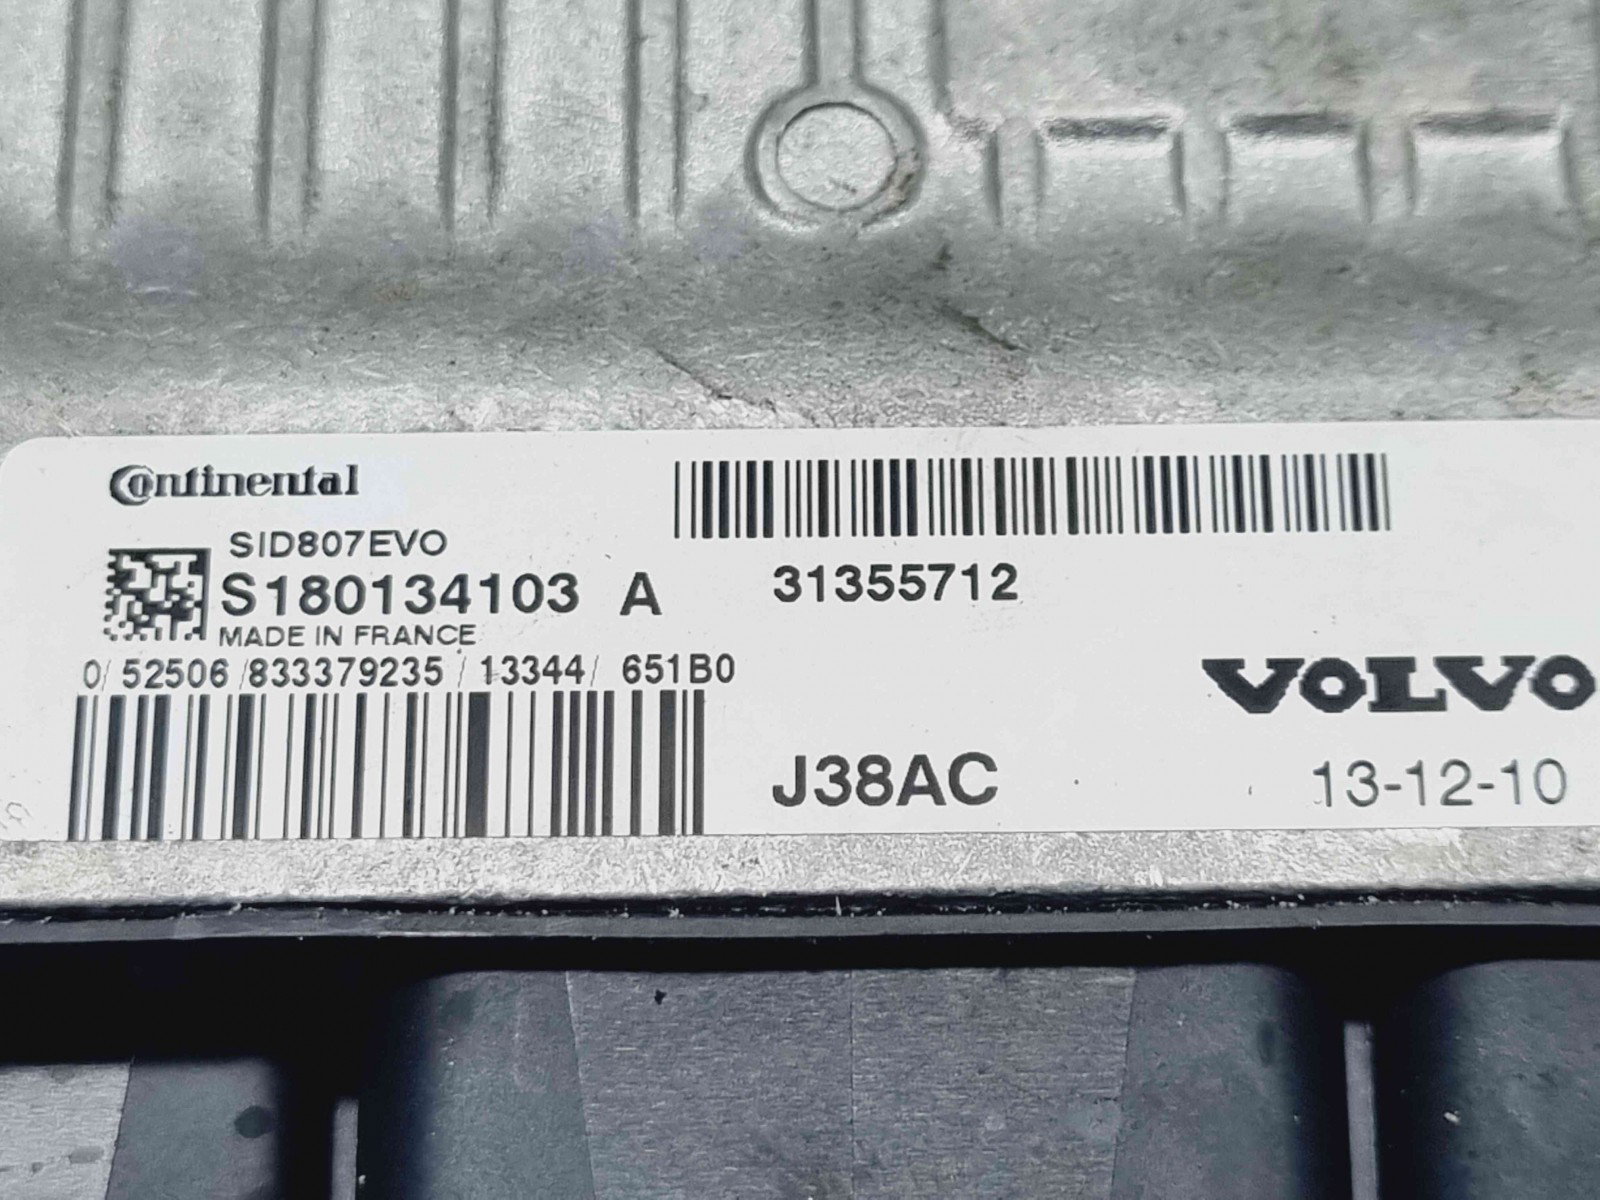 Continental
SID807EVO
S180134103 A
MADE IN FRANCE
0/ 52506 /833379235 / 13344/ 651B0
31355712
VOLVO
J38AC
13-12-10